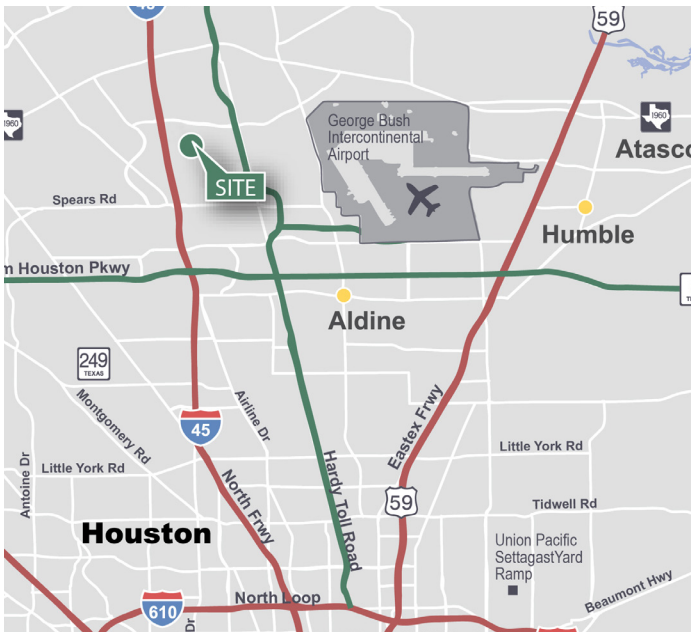 45
59
1960
1960
George Bush
Intercontinental
Airport
Atasco
SITE
Spears Rd
Humble
m Houston Pkwy
Aldine
249
TEXAS
Montgomery Rd
Airline Dr
45
Eastex Frwy
Antoine Dr
Little York Rd
Little York Rd
North Frwy
Hardy Toll Road
59
Tidwell Rd
Houston
Union Pacific
SettagastYard
Ramp
Beaumont Hwy
North Loop
610
Dr